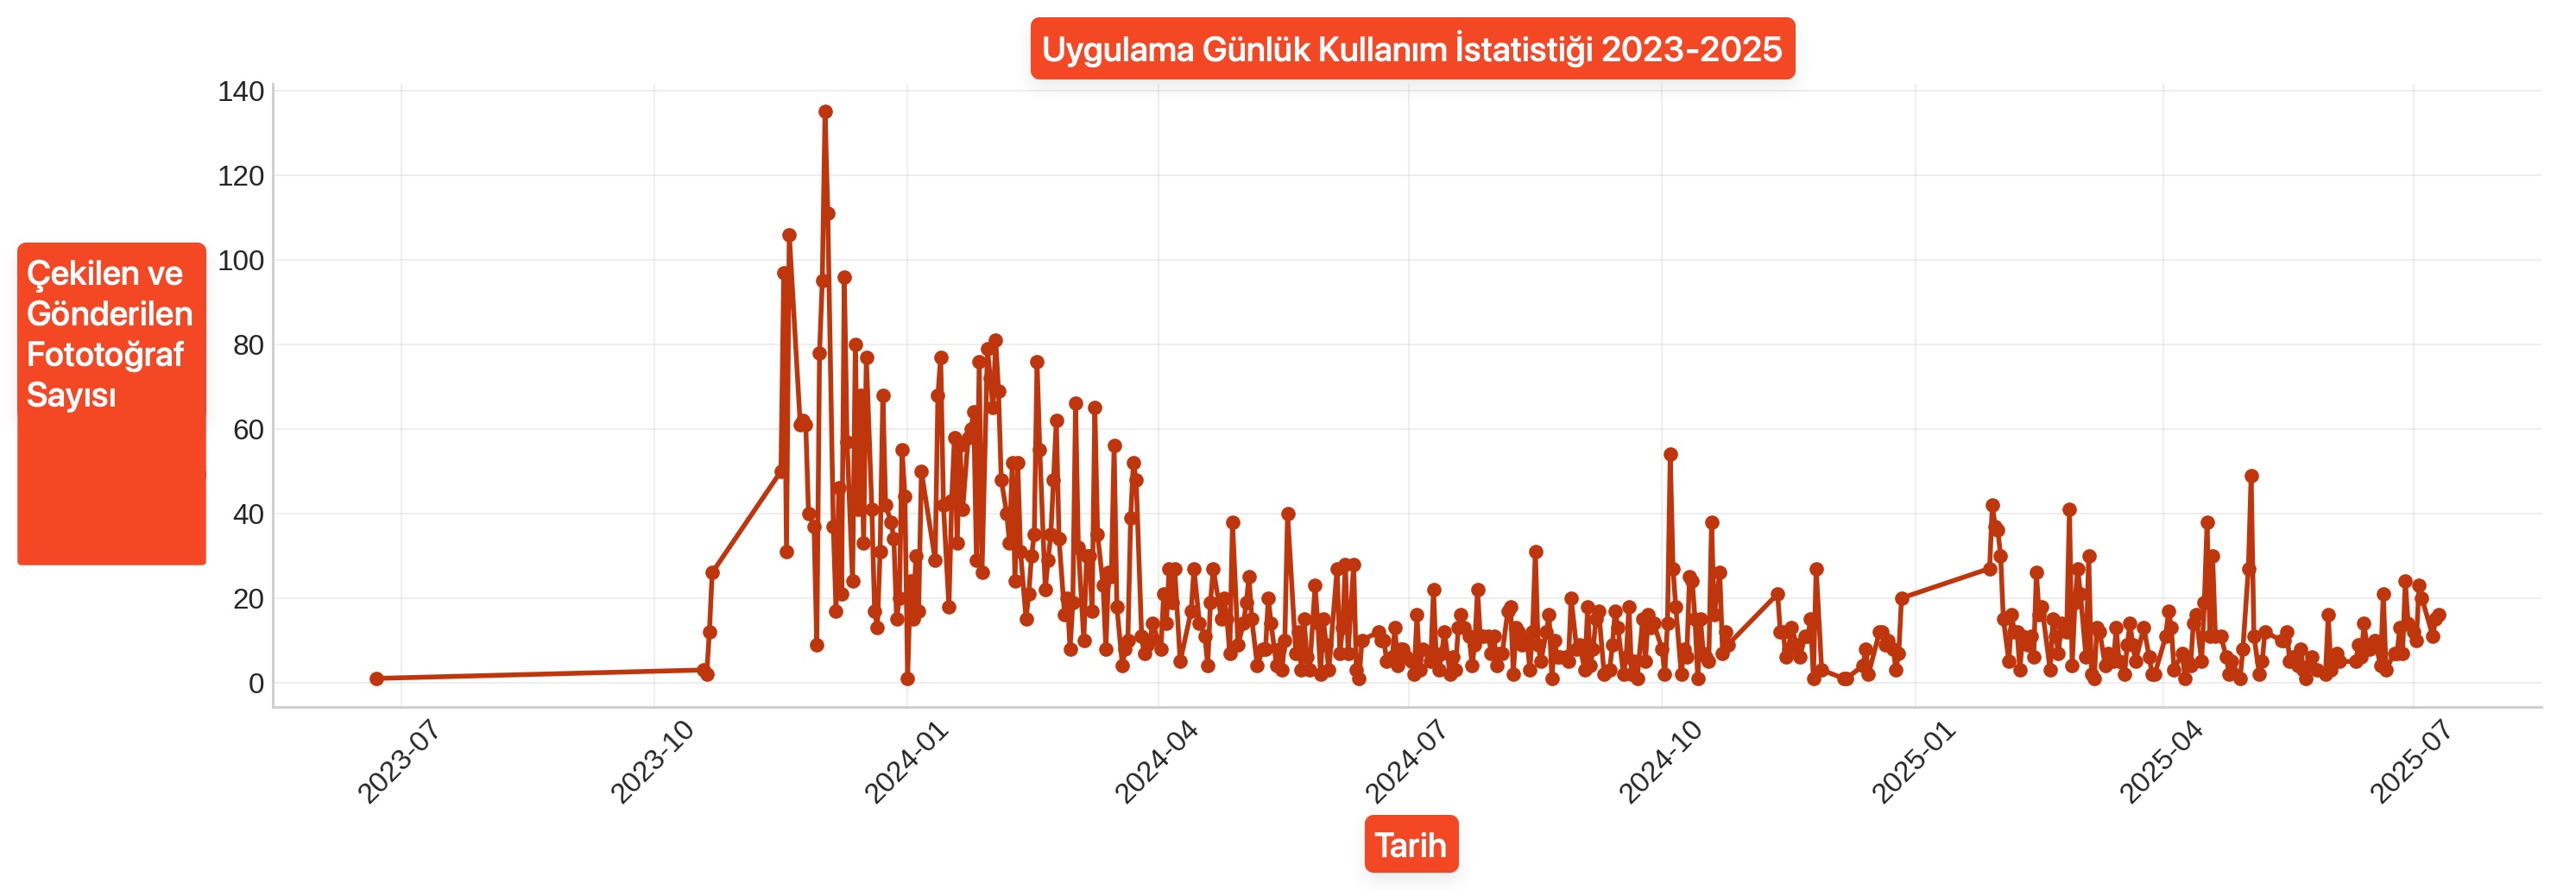 Uygulama Günlük Kullanım İstatistiği 2023-2025
Çekilen ve
Gönderilen
Fototoğraf
Sayısı
140
120
100
80
60
40
20
0
2023-07
2023-10
2024-01
2024-04
2024-07
2024-10
2025-01
2025-04
2025-07
Tarih